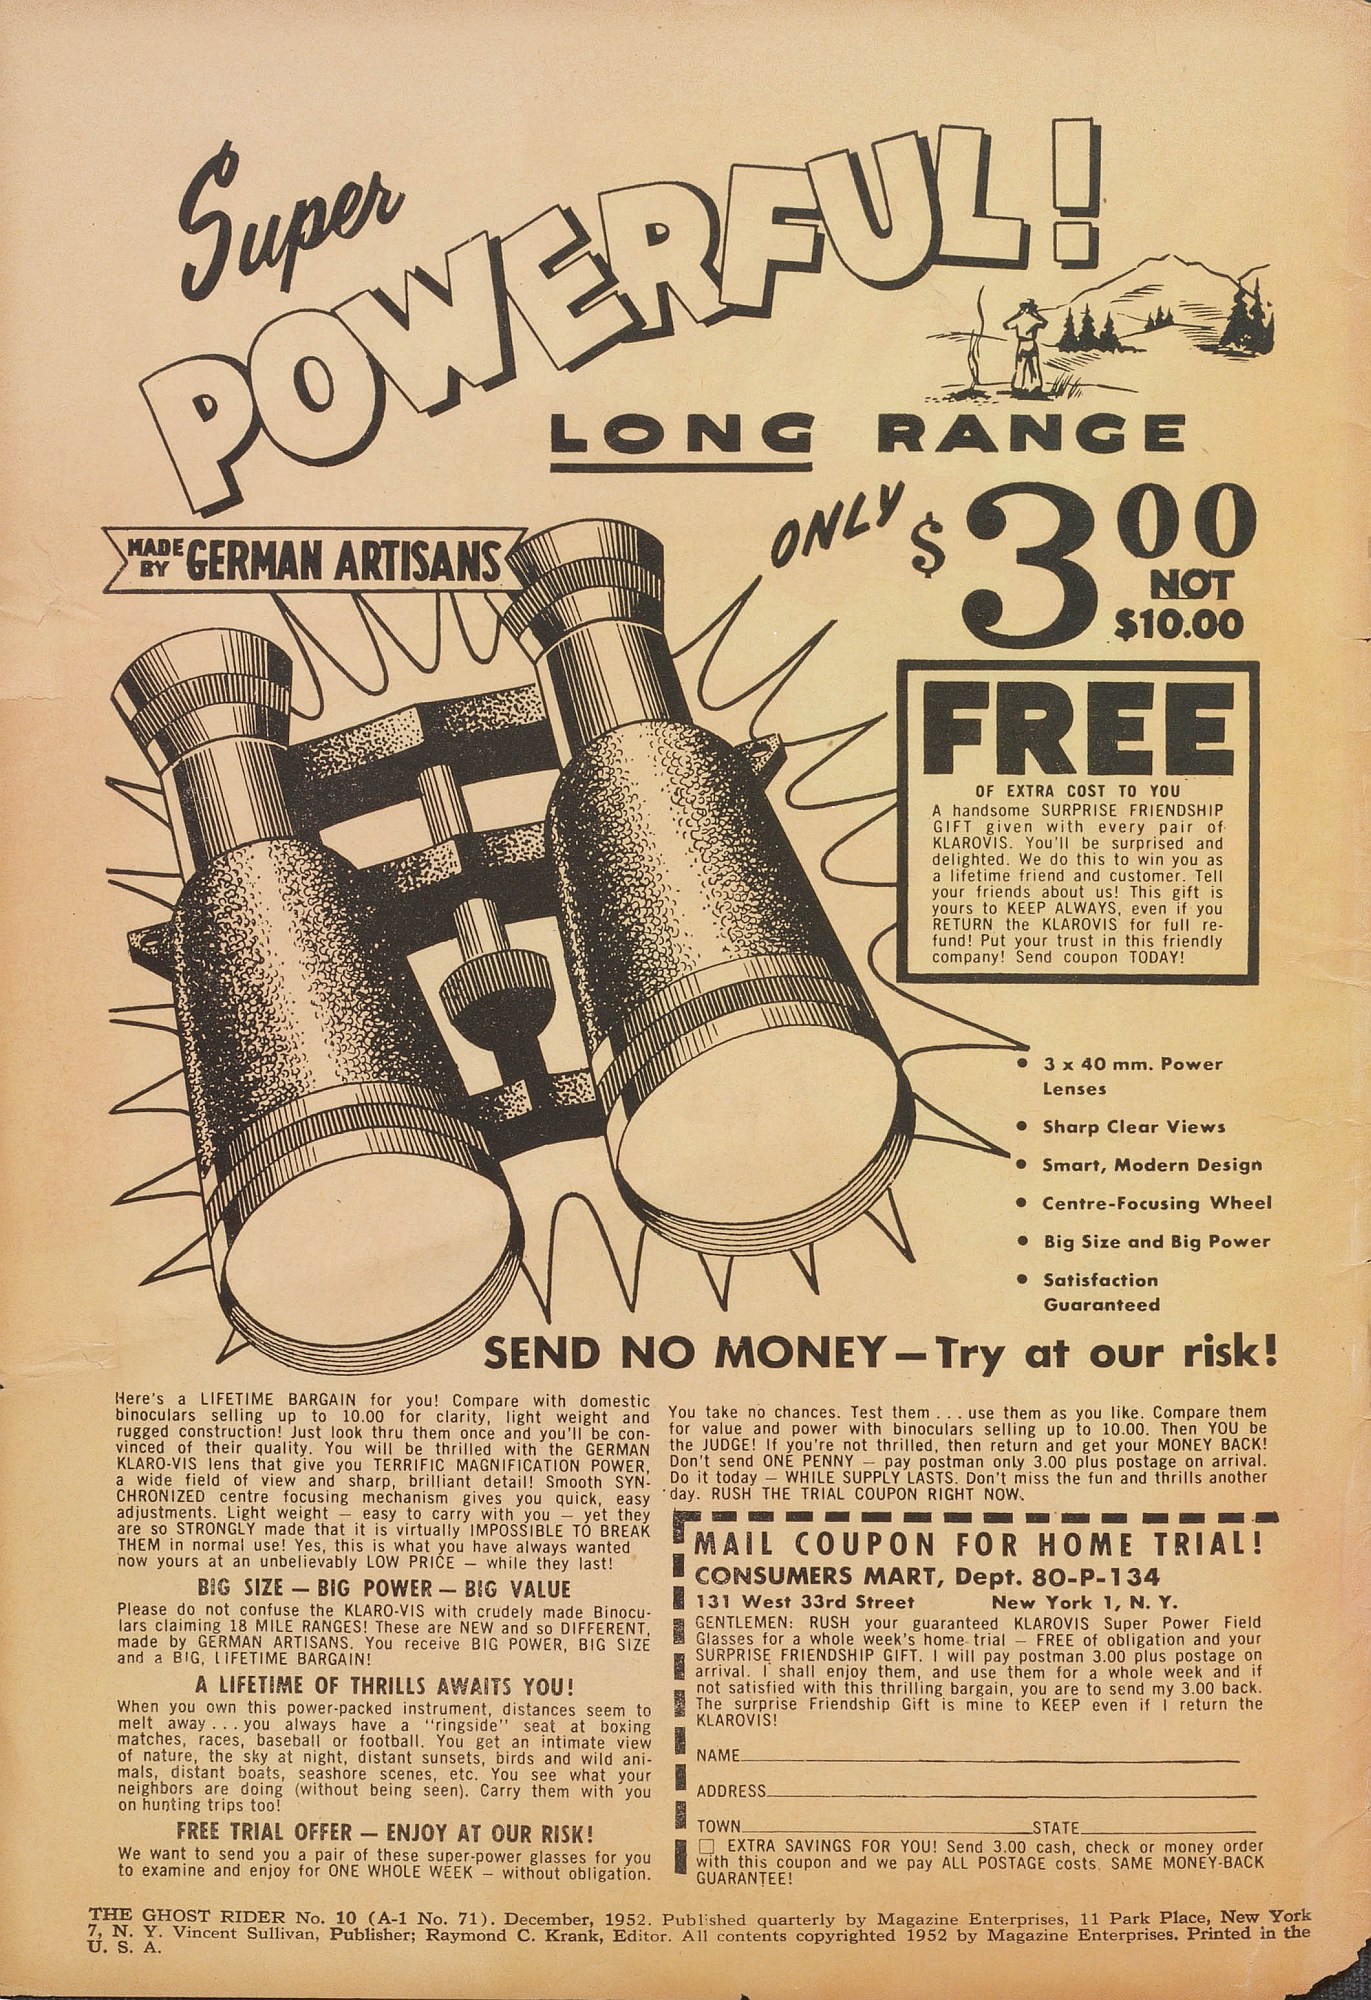 Super
POWERFUL!
LONG RANGE
ONLY $3.00
NOT
$10.00
MADE BY GERMAN ARTISANS
FREE
OF EXTRA COST TO YOU
A handsome SURPRISE FRIENDSHIP
GIFT given with every pair of
KLAROVIS. You'll be surprised and
delighted. We do this to win you as
a lifetime friend and customer. Tell
your friends about us! This gift is
yours to KEEP ALWAYS, even if you
RETURN the KLAROVIS for full re-
fund! Put your trust in this friendly
company! Send coupon TODAY!
• 3 x 40 mm. Power
Lenses
• Sharp Clear Views
• Smart, Modern Design
• Centre-Focusing Wheel
• Big Size and Big Power
• Satisfaction
Guaranteed
SEND NO MONEY—Try at our risk!
Here's a LIFETIME BARGAIN for you! Compare with domestic
binoculars selling up to 10.00 for clarity, light weight and
rugged construction! Just look thru them once and you'll be con-
vinced of their quality. You will be thrilled with the GERMAN
KLARO-VIS lens that give you TERRIFIC MAGNIFICATION POWER,
a wide field of view and sharp, brilliant detail! Smooth SYN-
CHRONIZED centre focusing mechanism gives you quick, easy
adjustments. Light weight — easy to carry with you — yet they
are so STRONGLY made that it is virtually IMPOSSIBLE TO BREAK
THEM in normal use! Yes, this is what you have always wanted
now yours at an unbelievably LOW PRICE — while they last!
BIG SIZE — BIG POWER — BIG VALUE
Please do not confuse the KLARO-VIS with crudely made Binocu-
lars claiming 18 MILE RANGES! These are NEW and so DIFFERENT,
made by GERMAN ARTISANS. You receive BIG POWER, BIG SIZE
and a BIG, LIFETIME BARGAIN!
A LIFETIME OF THRILLS AWAITS YOU!
When you own this power-packed instrument, distances seem to
melt away . . . you always have a "ringside" seat at boxing
matches, races, baseball or football. You get an intimate view
of nature, the sky at night, distant sunsets, birds and wild ani-
mals, distant boats, seashore scenes, etc. You see what your
neighbors are doing (without being seen). Carry them with you
on hunting trips too!
FREE TRIAL OFFER — ENJOY AT OUR RISK!
We want to send you a pair of these super-power glasses for you
to examine and enjoy for ONE WHOLE WEEK — without obligation.
You take no chances. Test them . . . use them as you like. Compare them
for value and power with binoculars selling up to 10.00. Then YOU be
the JUDGE! If you're not thrilled, then return and get your MONEY BACK!
Don't send ONE PENNY — pay postman only 3.00 plus postage on arrival.
Do it today — WHILE SUPPLY LASTS. Don't miss the fun and thrills another
day. RUSH THE TRIAL COUPON RIGHT NOW.
MAIL COUPON FOR HOME TRIAL!
CONSUMERS MART, Dept. 80-P-134
131 West 33rd Street New York 1, N. Y.
GENTLEMEN: RUSH your guaranteed KLAROVIS Super Power Field
Glasses for a whole week's home trial — FREE of obligation and your
SURPRISE FRIENDSHIP GIFT. I will pay postman 3.00 plus postage on
arrival. I shall enjoy them, and use them for a whole week and if
not satisfied with this thrilling bargain, you are to send my 3.00 back.
The surprise Friendship Gift is mine to KEEP even if I return the
KLAROVIS!
NAME
ADDRESS
TOWN STATE
☐ EXTRA SAVINGS FOR YOU! Send 3.00 cash, check or money order
with this coupon and we pay ALL POSTAGE costs. SAME MONEY-BACK
GUARANTEE!
THE GHOST RIDER No. 10 (A-1 No. 71). December, 1952. Published quarterly by Magazine Enterprises, 11 Park Place, New York
7, N. Y. Vincent Sullivan, Publisher; Raymond C. Krank, Editor. All contents copyrighted 1952 by Magazine Enterprises. Printed in the
U. S. A.